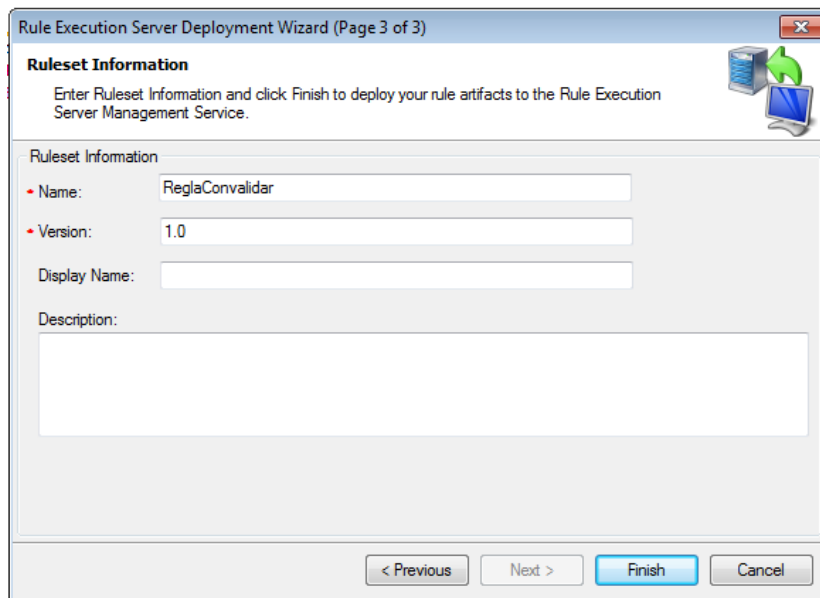 Rule Execution Server Deployment Wizard (Page 3 of 3)
Ruleset Information
Enter Ruleset Information and click Finish to deploy your rule artifacts to the Rule Execution
Server Management Service.
Ruleset Information
* Name: ReglaConvalidar
* Version: 1.0
Display Name:
Description:
< Previous Next > Finish Cancel